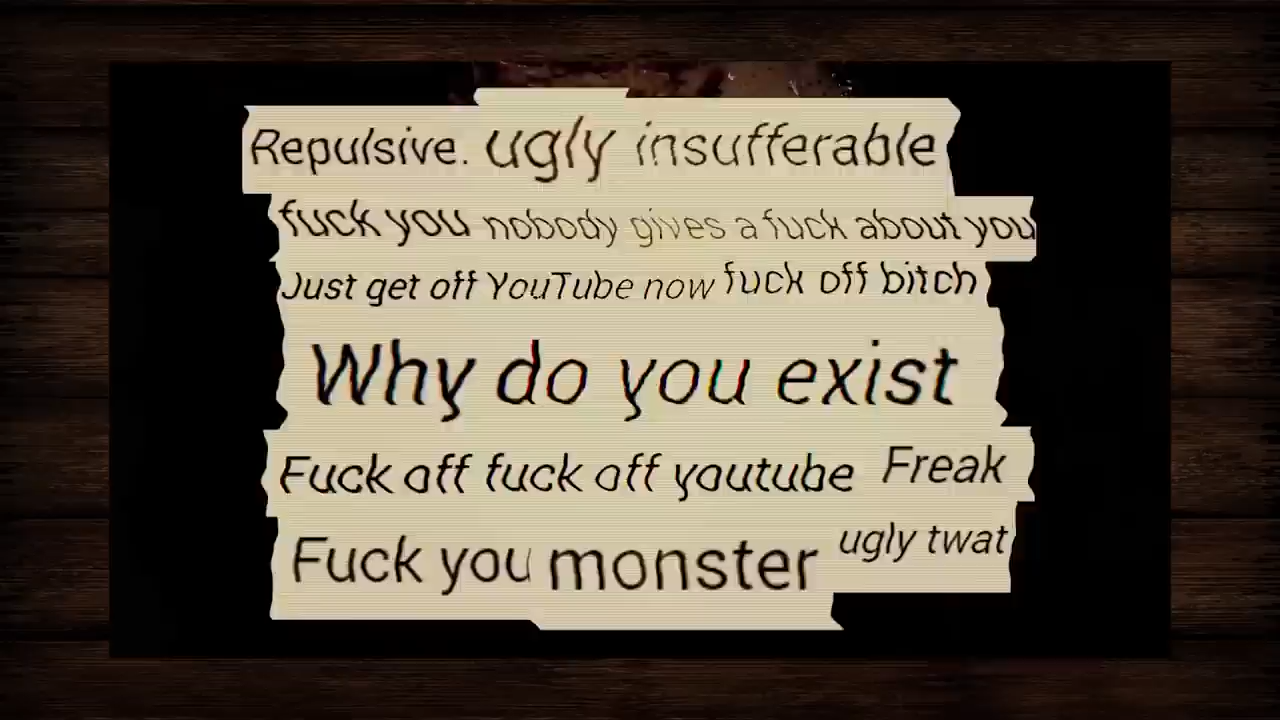 Repulsive. ugly insufferable
fuck you nobody gives a fuck about you
Just get off YouTube now fuck off bitch
Why do you exist
Fuck off fuck off youtube Freak
Fuck you monster ugly twat